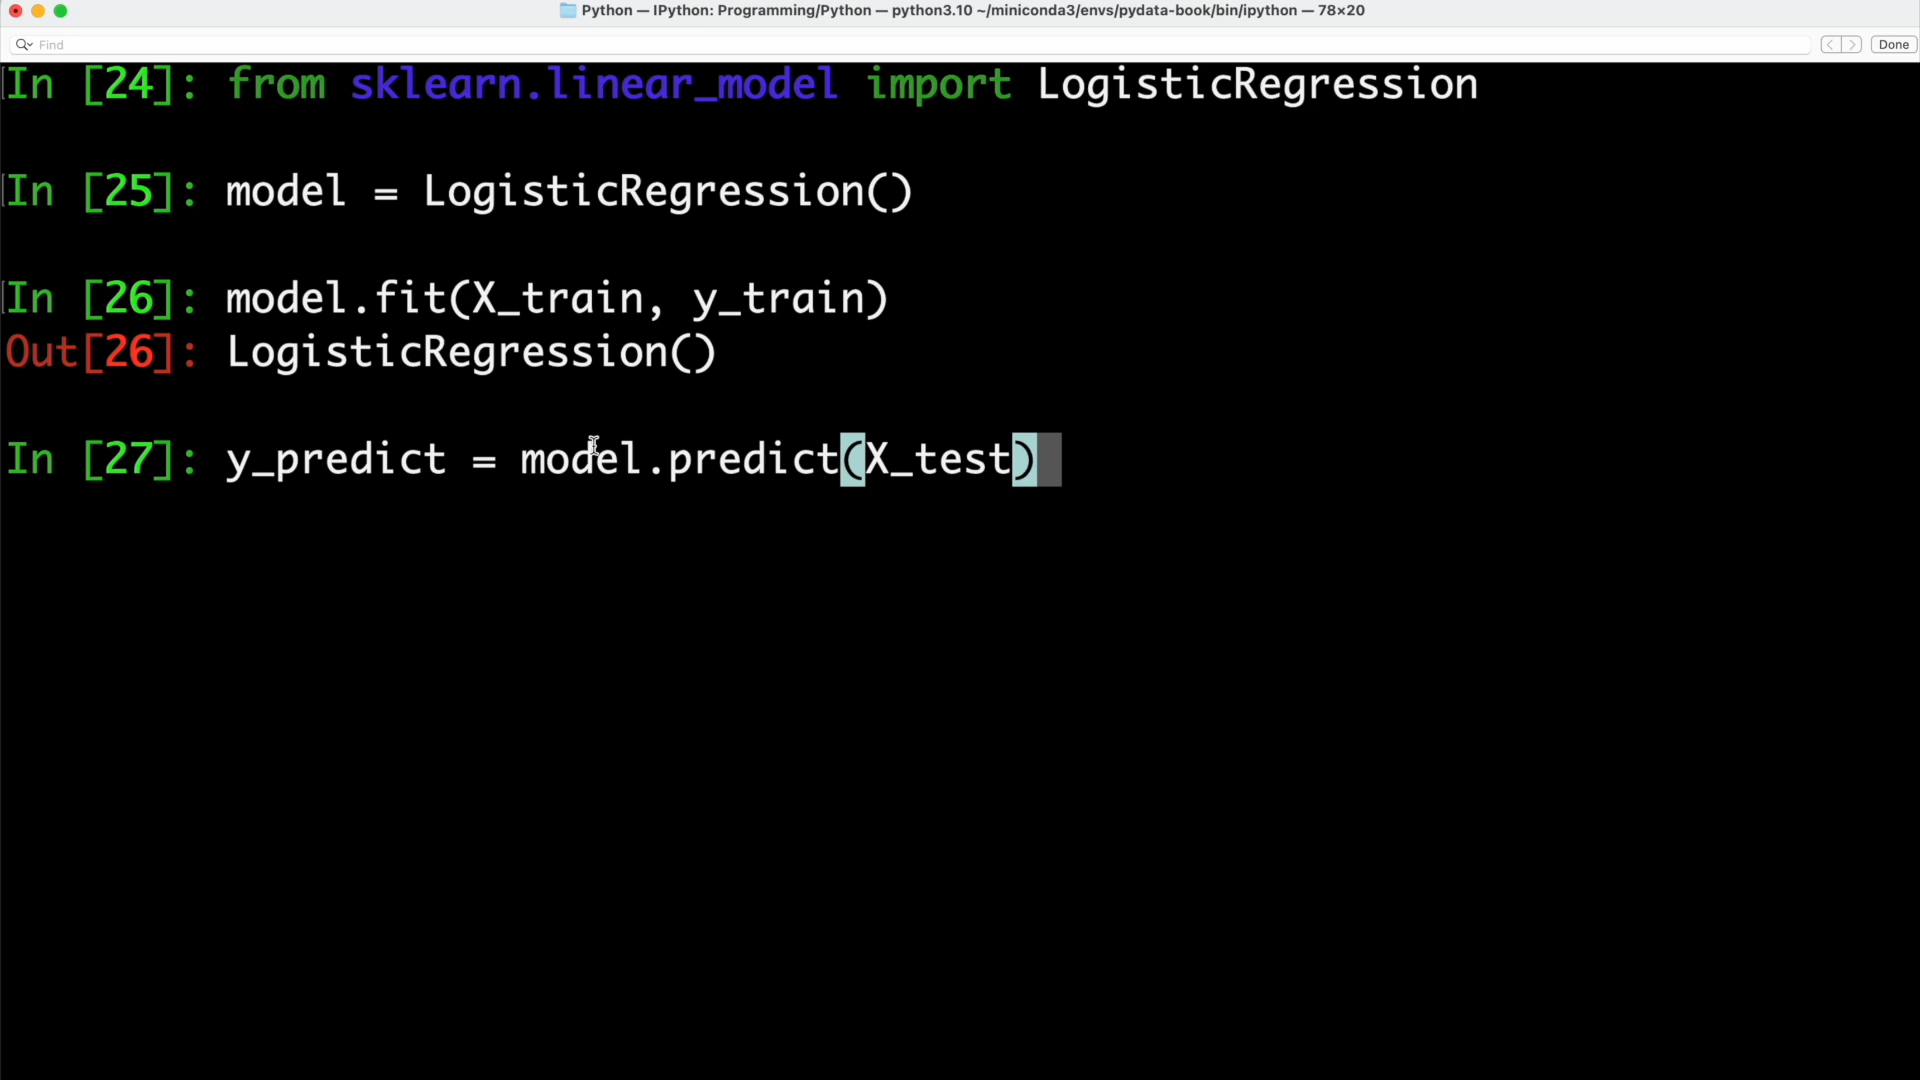 Python — IPython: Programming/Python — python3.10 ~/miniconda3/envs/pydata-book/bin/ipython — 78×20
Find
Done
In [24]: from sklearn.linear_model import LogisticRegression
In [25]: model = LogisticRegression()
In [26]: model.fit(X_train, y_train)
Out[26]: LogisticRegression()
In [27]: y_predict = model.predict(X_test)